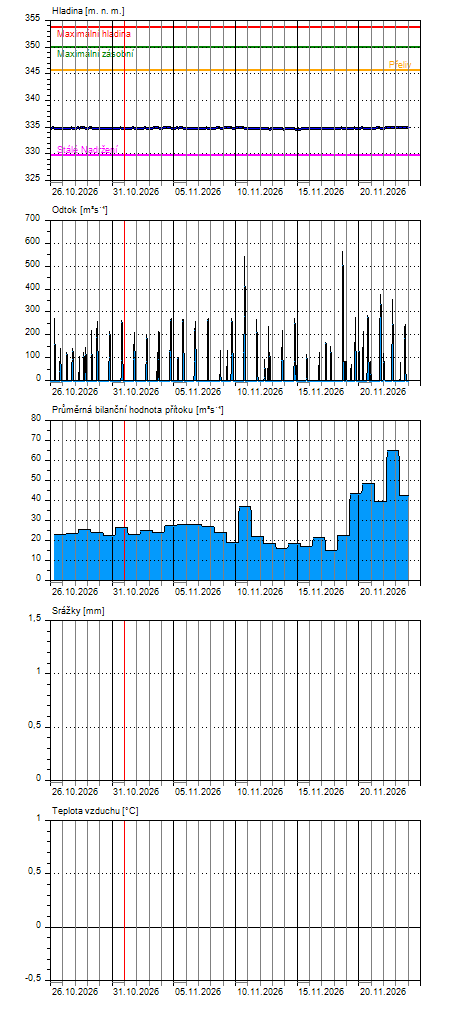 Hladina [m. n. m.]
355
Maximální hladina
350
Maximální zásobní
345
Přeliv
340
335
330
Stálé Nadržení
325
26.10.2026 31.10.2026 05.11.2026 10.11.2026 15.11.2026 20.11.2026
Odtok [m³s⁻¹]
700
600
500
400
300
200
100
0
26.10.2026 31.10.2026 05.11.2026 10.11.2026 15.11.2026 20.11.2026
Průměrná bilanční hodnota přítoku [m³s⁻¹]
80
70
60
50
40
30
20
10
0
26.10.2026 31.10.2026 05.11.2026 10.11.2026 15.11.2026 20.11.2026
Srážky [mm]
1,5
1
0,5
0
26.10.2026 31.10.2026 05.11.2026 10.11.2026 15.11.2026 20.11.2026
Teplota vzduchu [°C]
1
0,5
0
-0,5
26.10.2026 31.10.2026 05.11.2026 10.11.2026 15.11.2026 20.11.2026